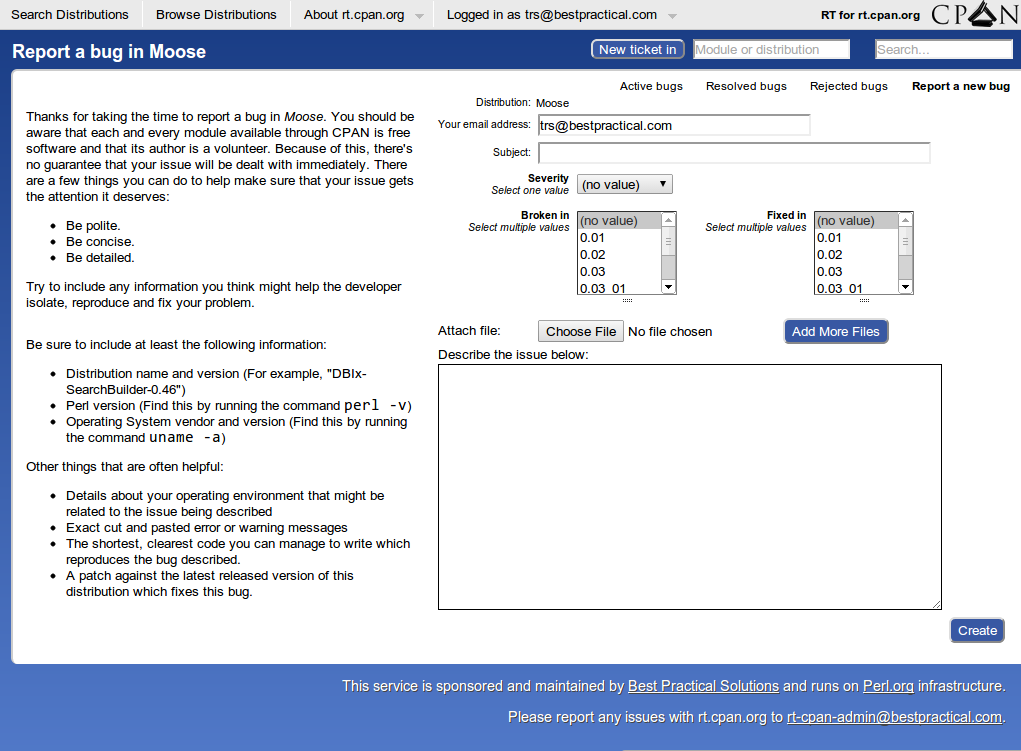 Search Distributions Browse Distributions About rt.cpan.org Logged in as trs@bestpractical.com RT for rt.cpan.org CPAN
Report a bug in Moose New ticket in Module or distribution Search...
Active bugs Resolved bugs Rejected bugs Report a new bug
Thanks for taking the time to report a bug in Moose. You should
be aware that each and every module available through CPAN is free
software and that its author is a volunteer. Because of this, there's
no guarantee that your issue will be dealt with immediately. There
are a few things you can do to help make sure that your issue gets
the attention it deserves:
Be polite.
Be concise.
Be detailed.
Try to include any information you think might help the developer
isolate, reproduce and fix your problem.
Be sure to include at least the following information:
Distribution name and version (For example, "DBIx-
SearchBuilder-0.46")
Perl version (Find this by running the command perl -v)
Operating System vendor and version (Find this by running
the command uname -a)
Other things that are often helpful:
Details about your operating environment that might be
related to the issue being described
Exact cut and pasted error or warning messages
The shortest, clearest code you can manage to write which
reproduces the bug described.
A patch against the latest released version of this
distribution which fixes this bug.
Distribution: Moose
Your email address: trs@bestpractical.com
Subject:
Severity
Select one value
(no value)
Broken in
Select multiple values
(no value)
0.01
0.02
0.03
0.03_01
Fixed in
Select multiple values
(no value)
0.01
0.02
0.03
0.03_01
Attach file: Choose File No file chosen Add More Files
Describe the issue below:
Create
This service is sponsored and maintained by Best Practical Solutions and runs on Perl.org infrastructure.
Please report any issues with rt.cpan.org to rt-cpan-admin@bestpractical.com.